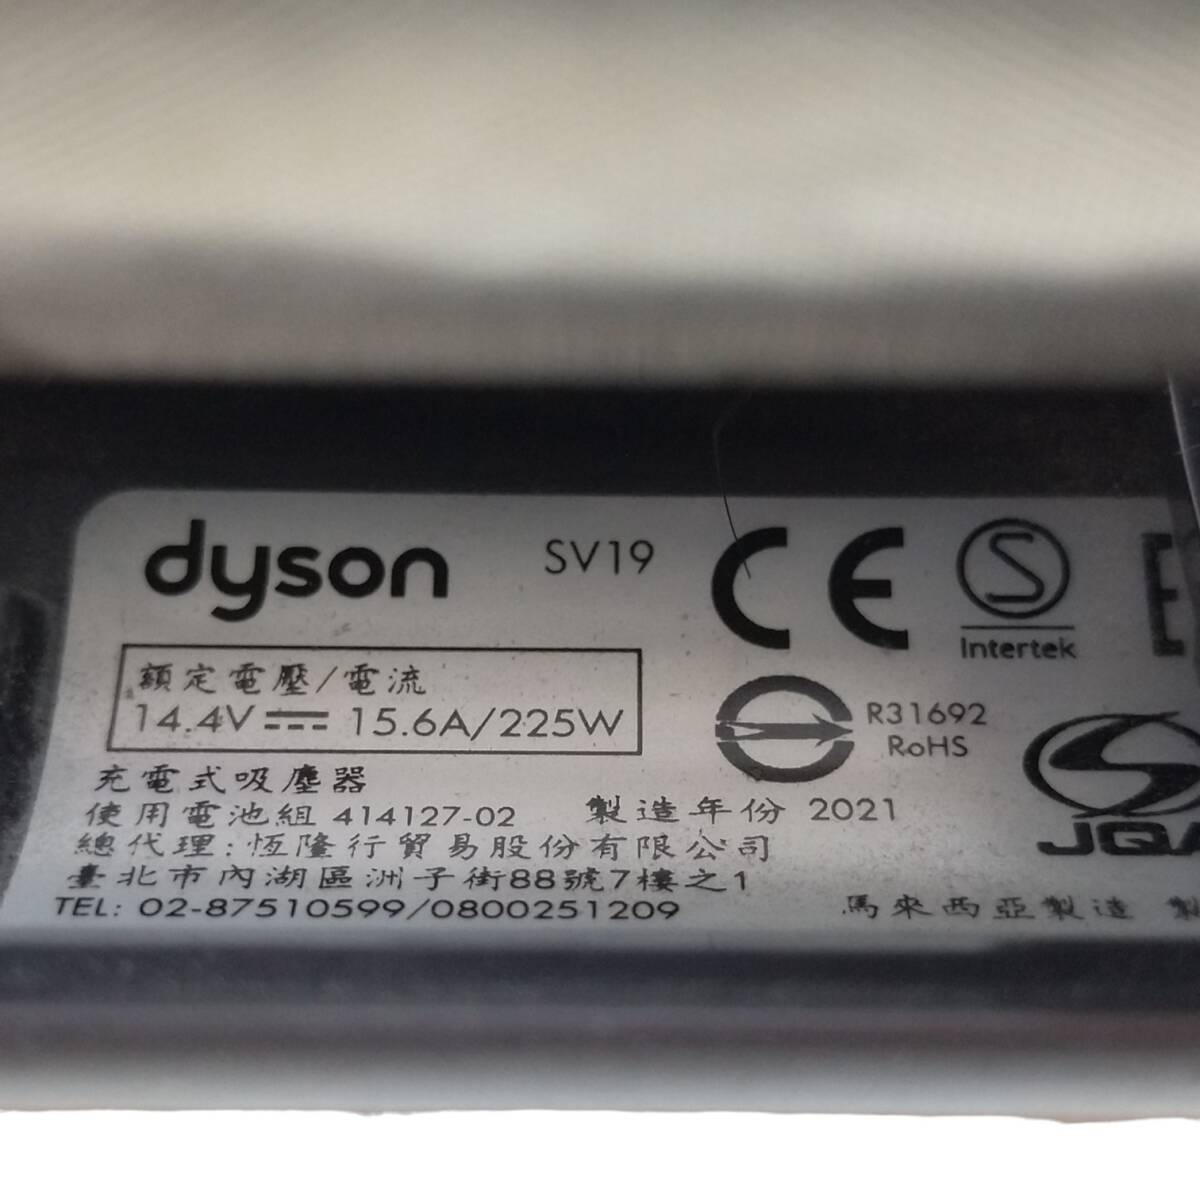 dyson SV19
Intertek
額定電壓/電流
14.4V 15.6A/225W
R31692
RoHS
充電式吸塵器
使用電池組 414127-02 製造年份 2021
總代理:恆隆行貿易股份有限公司
臺北市內湖區洲子街88號7樓之1
TEL: 02-87510599/0800251209
馬來西亞製造 製
CE
S
JQA